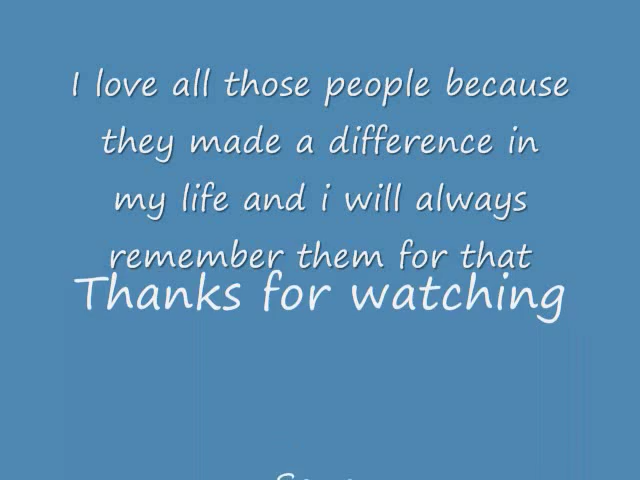 I love all those people because
they made a difference in
my life and i will always
remember them for that
Thanks for watching